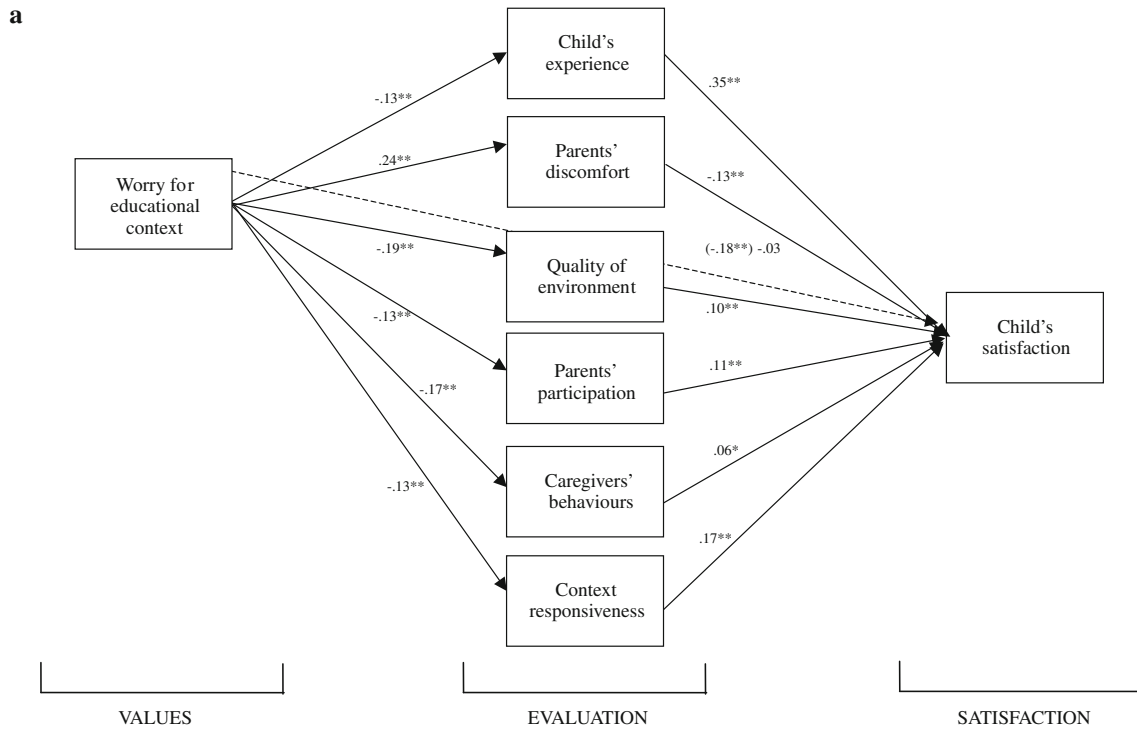 a
Child's
experience
-.13**
.35**
Parents'
discomfort
.24**
-.13**
Worry for
educational
context
-.19**
Quality of
environment
(-.18**) -.03
.10**
Child's
satisfaction
-.13**
Parents'
participation
.11**
-.17**
Caregivers'
behaviours
.06*
-.13**
Context
responsiveness
.17**
VALUES
EVALUATION
SATISFACTION